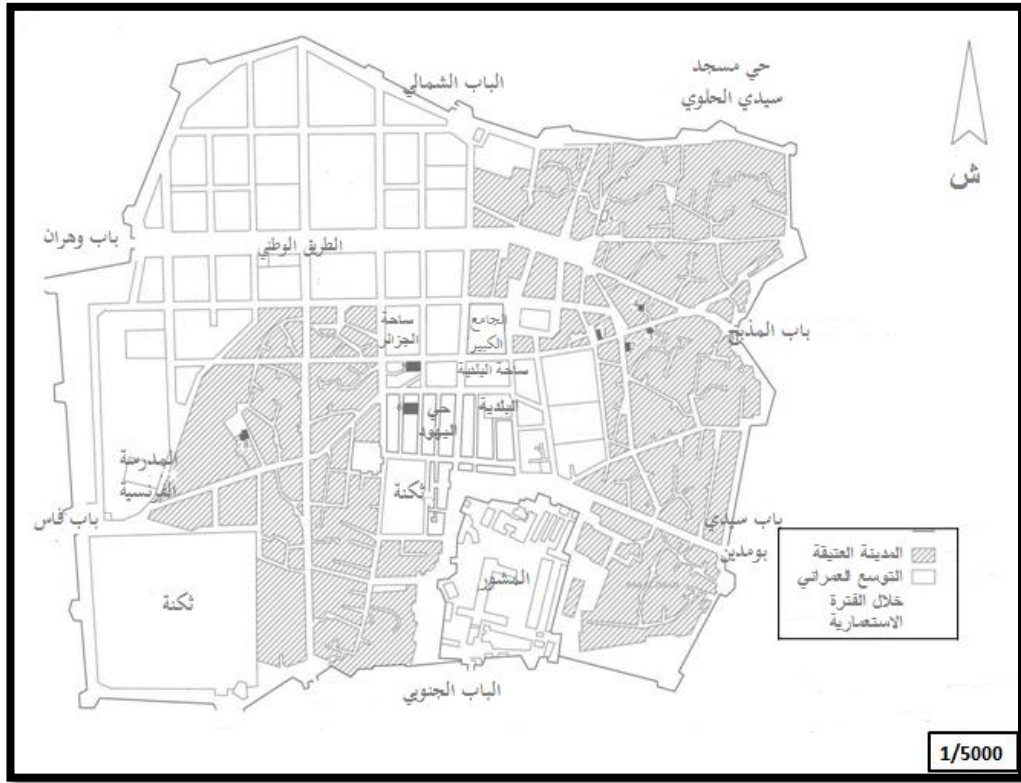 حي مسجد
سيدي الحلوي
الباب الشمالي
ش
باب وهران
الطريق الوطني
ساحة
الجزائر
الجامع
الكبير
باب المذبح
ساحة البلدية
حي
اليهود
البلدية
المدرسة
الفرنسية
ثكنة
باب فاس
باب سيدي
بومدين
المشور
ثكنة
المدينة العتيقة
التوسع العمراني
خلال الفترة
الاستعمارية
الباب الجنوبي
1/5000